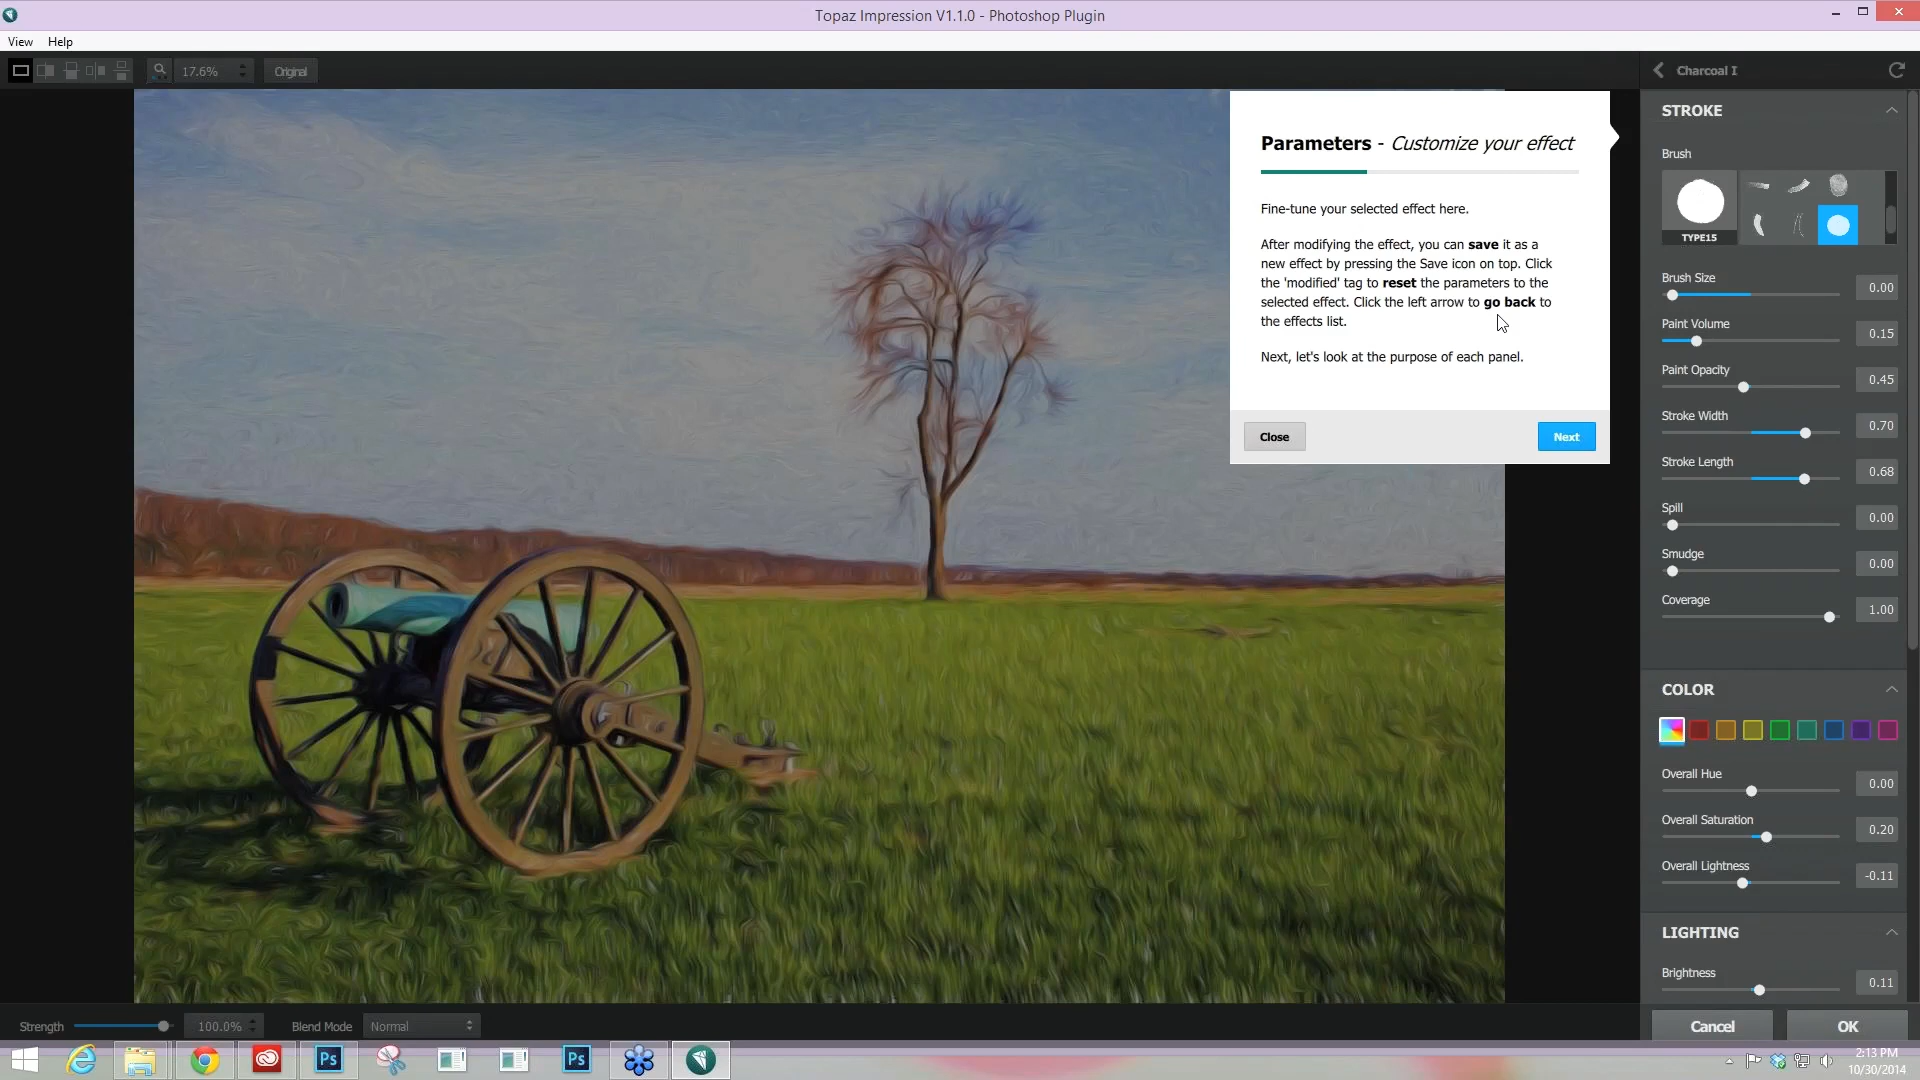 Topaz Impression V1.1.0 - Photoshop Plugin
View Help
17.6%
Original
Charcoal I
Parameters - Customize your effect
Fine-tune your selected effect here.
After modifying the effect, you can save it as a
new effect by pressing the Save icon on top. Click
the 'modified' tag to reset the parameters to the
selected effect. Click the left arrow to go back to
the effects list.
Next, let's look at the purpose of each panel.
Close
Next
STROKE
Brush
TYPE15
Brush Size
0.00
Paint Volume
0.15
Paint Opacity
0.45
Stroke Width
0.70
Stroke Length
0.68
Spill
0.00
Smudge
0.00
Coverage
1.00
COLOR
Overall Hue
0.00
Overall Saturation
0.20
Overall Lightness
-0.11
LIGHTING
Brightness
0.11
Strength
100.0%
Blend Mode
Normal
Cancel
OK
Ps
Ps
2:13 PM
10/30/2014